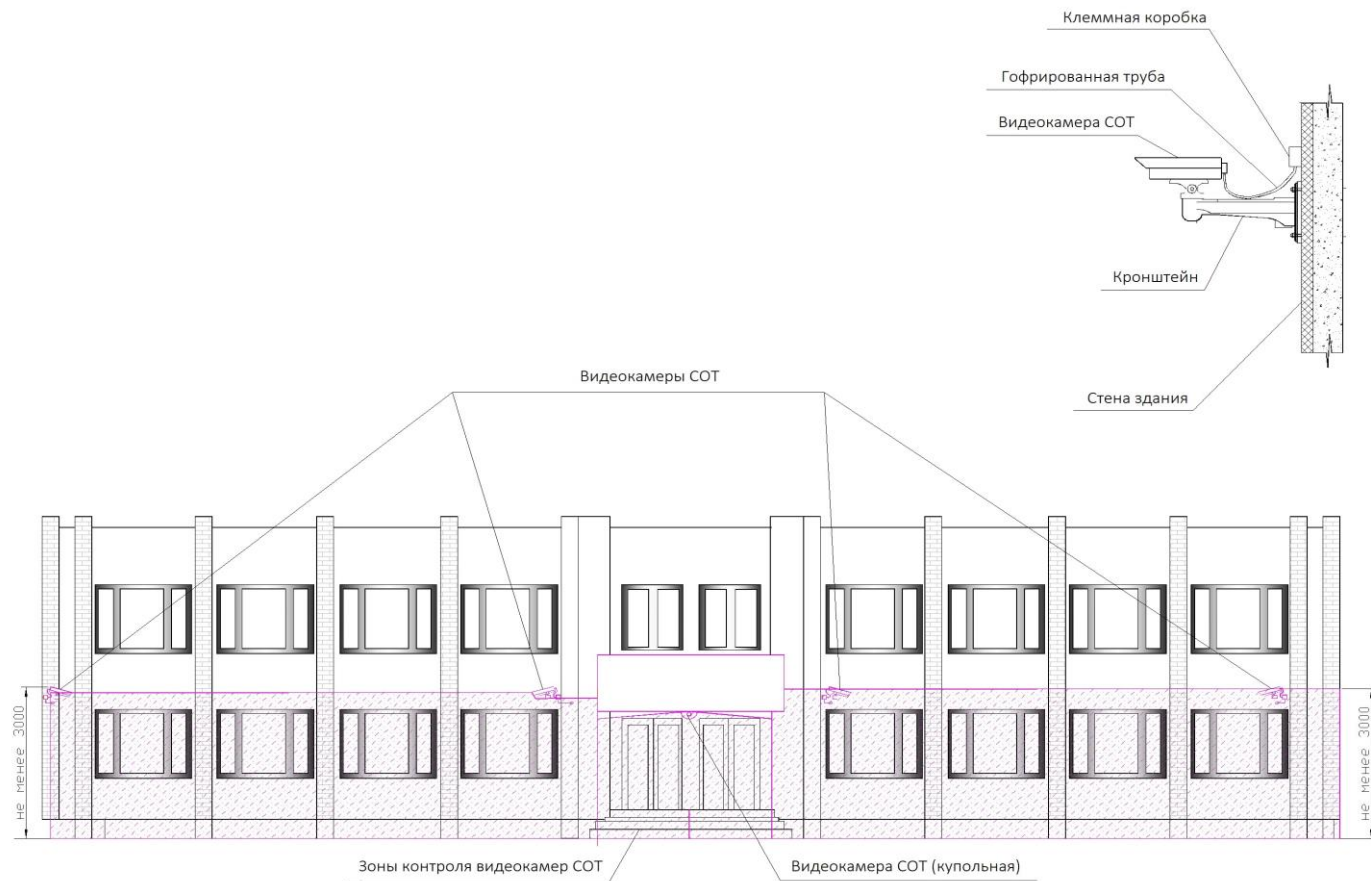 Клеммная коробка
Гофрированная труба
Видеокамера СОТ
Кронштейн
Стена здания
Видеокамеры СОТ
не менее 3000
не менее 3000
Зоны контроля видеокамер СОТ
Видеокамера СОТ (купольная)